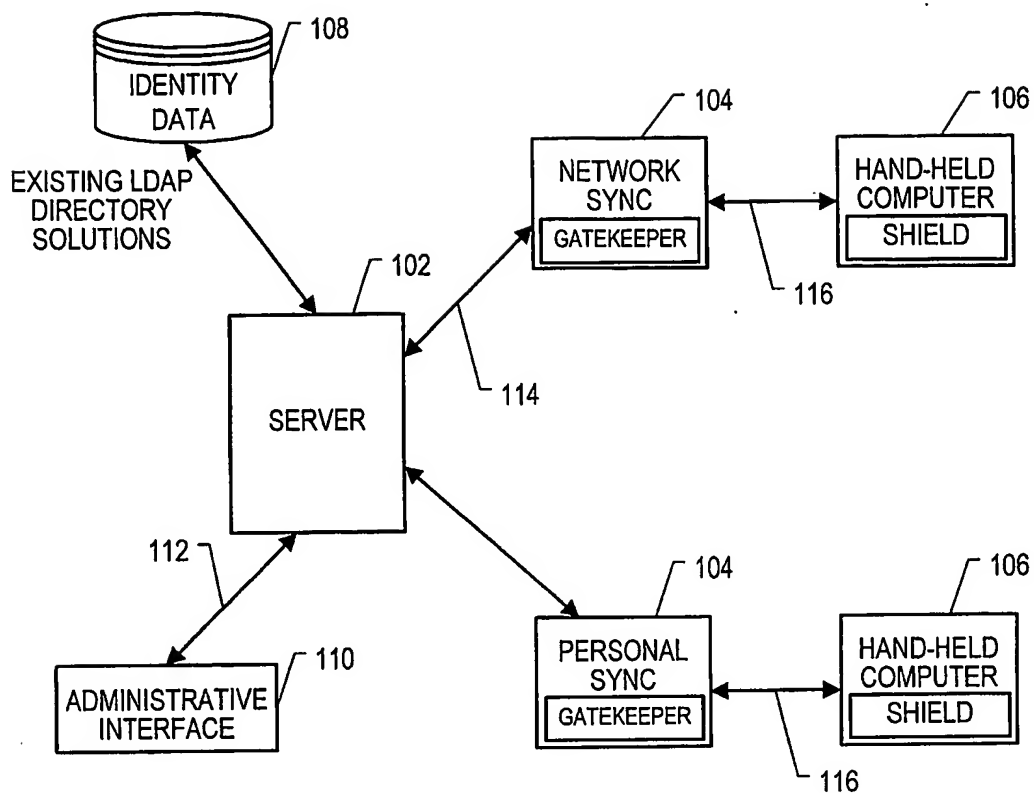 108
IDENTITY
DATA
EXISTING LDAP
DIRECTORY
SOLUTIONS
104
NETWORK
SYNC
GATEKEEPER
106
HAND-HELD
COMPUTER
SHIELD
116
102
SERVER
114
112
110
ADMINISTRATIVE
INTERFACE
104
PERSONAL
SYNC
GATEKEEPER
106
HAND-HELD
COMPUTER
SHIELD
116